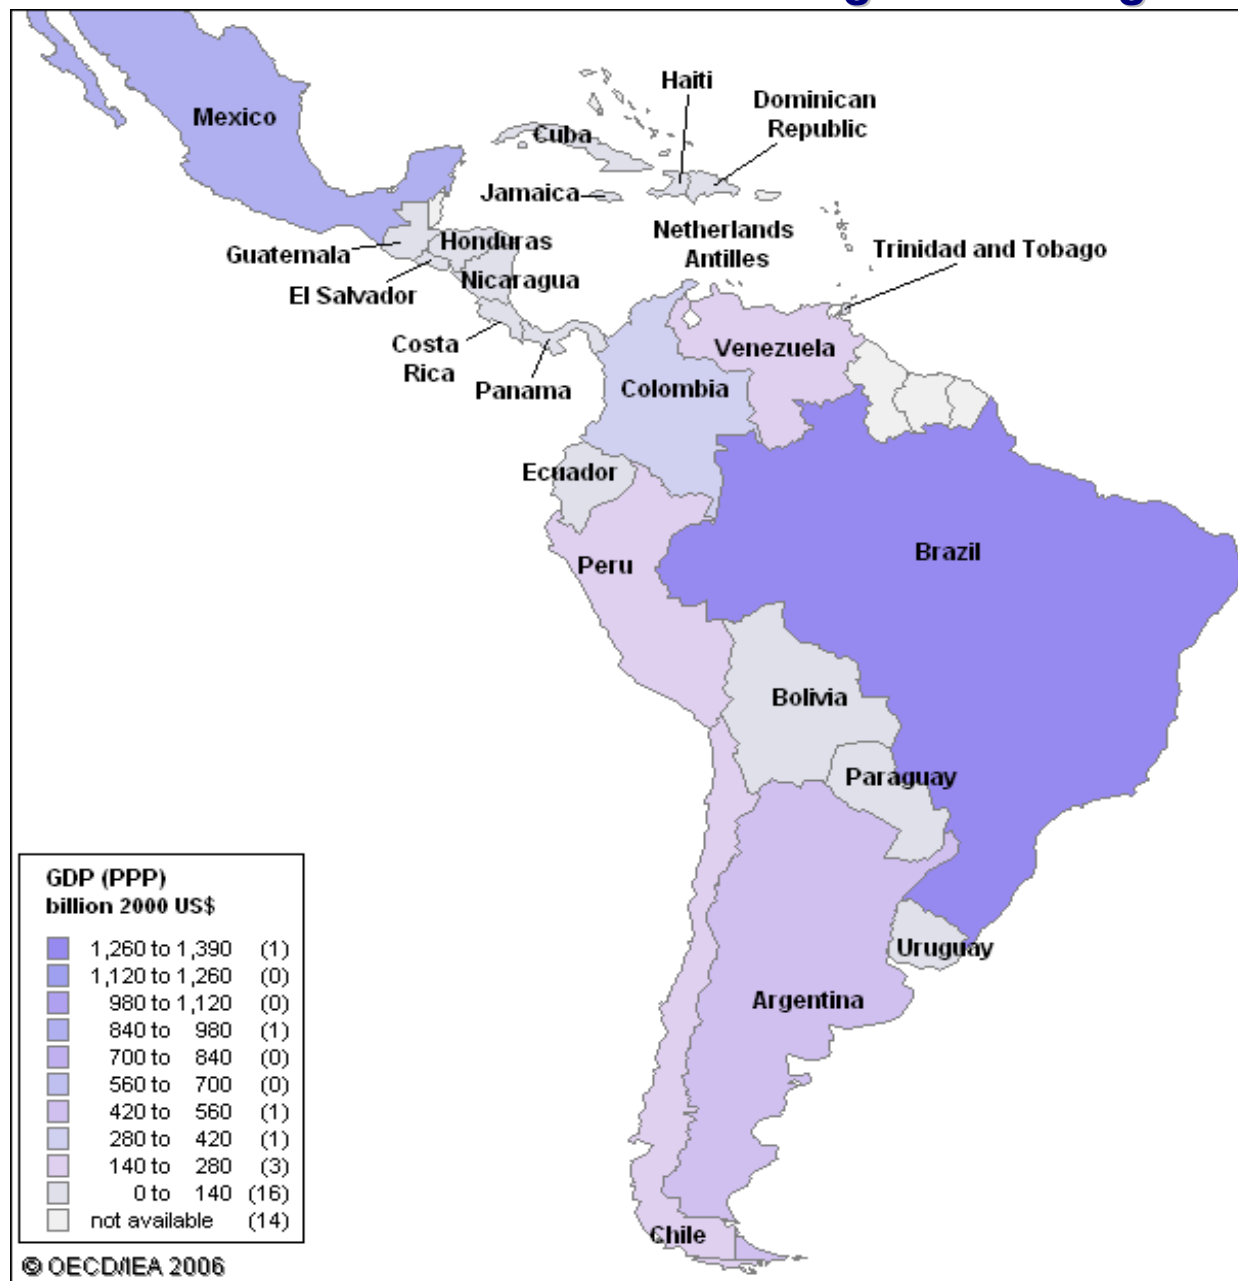 Haiti
Dominican
Republic
Mexico
Cuba
Jamaica
Netherlands
Antilles
Trinidad and Tobago
Guatemala
Honduras
Nicaragua
El Salvador
Costa
Rica
Panama
Venezuela
Colombia
Ecuador
Peru
Brazil
Bolivia
Paraguay
Uruguay
Argentina
Chile
GDP (PPP)
billion 2000 US$
1,260 to 1,390 (1)
1,120 to 1,260 (0)
980 to 1,120 (0)
840 to 980 (1)
700 to 840 (0)
560 to 700 (0)
420 to 560 (1)
280 to 420 (1)
140 to 280 (3)
0 to 140 (16)
not available (14)
© OECD/IEA 2006